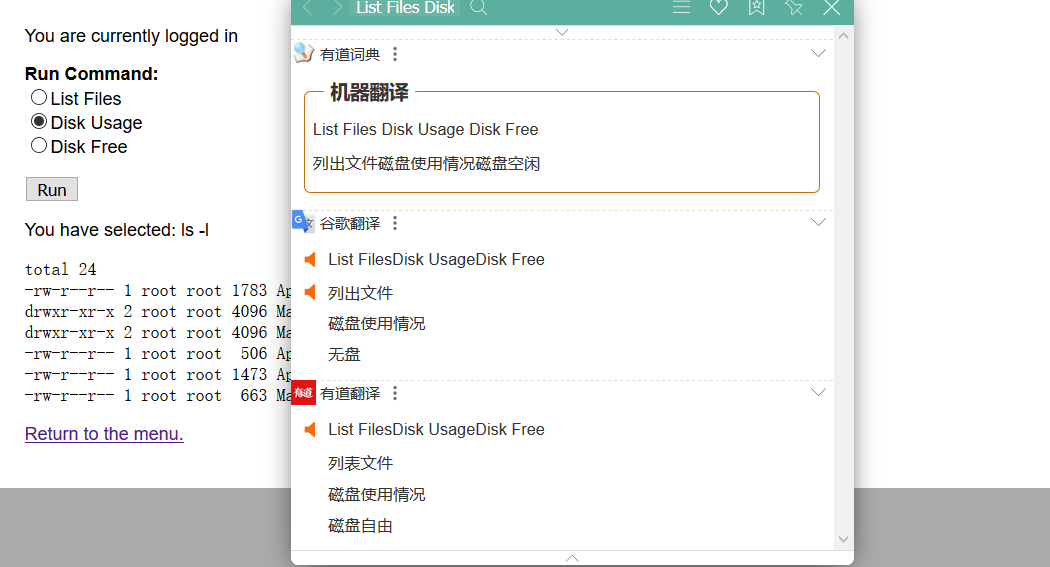 You are currently logged in
Run Command:
List Files
Disk Usage
Disk Free
Run
You have selected: ls -l
total 24
-rw-r--r-- 1 root root 1783
drwxr-xr-x 2 root root 4096
drwxr-xr-x 2 root root 4096
-rw-r--r-- 1 root root 506
-rw-r--r-- 1 root root 1473
-rw-r--r-- 1 root root 663
Return to the menu.
List Files Disk
有道词典
机器翻译
List Files Disk Usage Disk Free
列出文件磁盘使用情况磁盘空闲
谷歌翻译
List FilesDisk UsageDisk Free
列出文件
磁盘使用情况
无盘
有道
有道翻译
List FilesDisk UsageDisk Free
列表文件
磁盘使用情况
磁盘自由